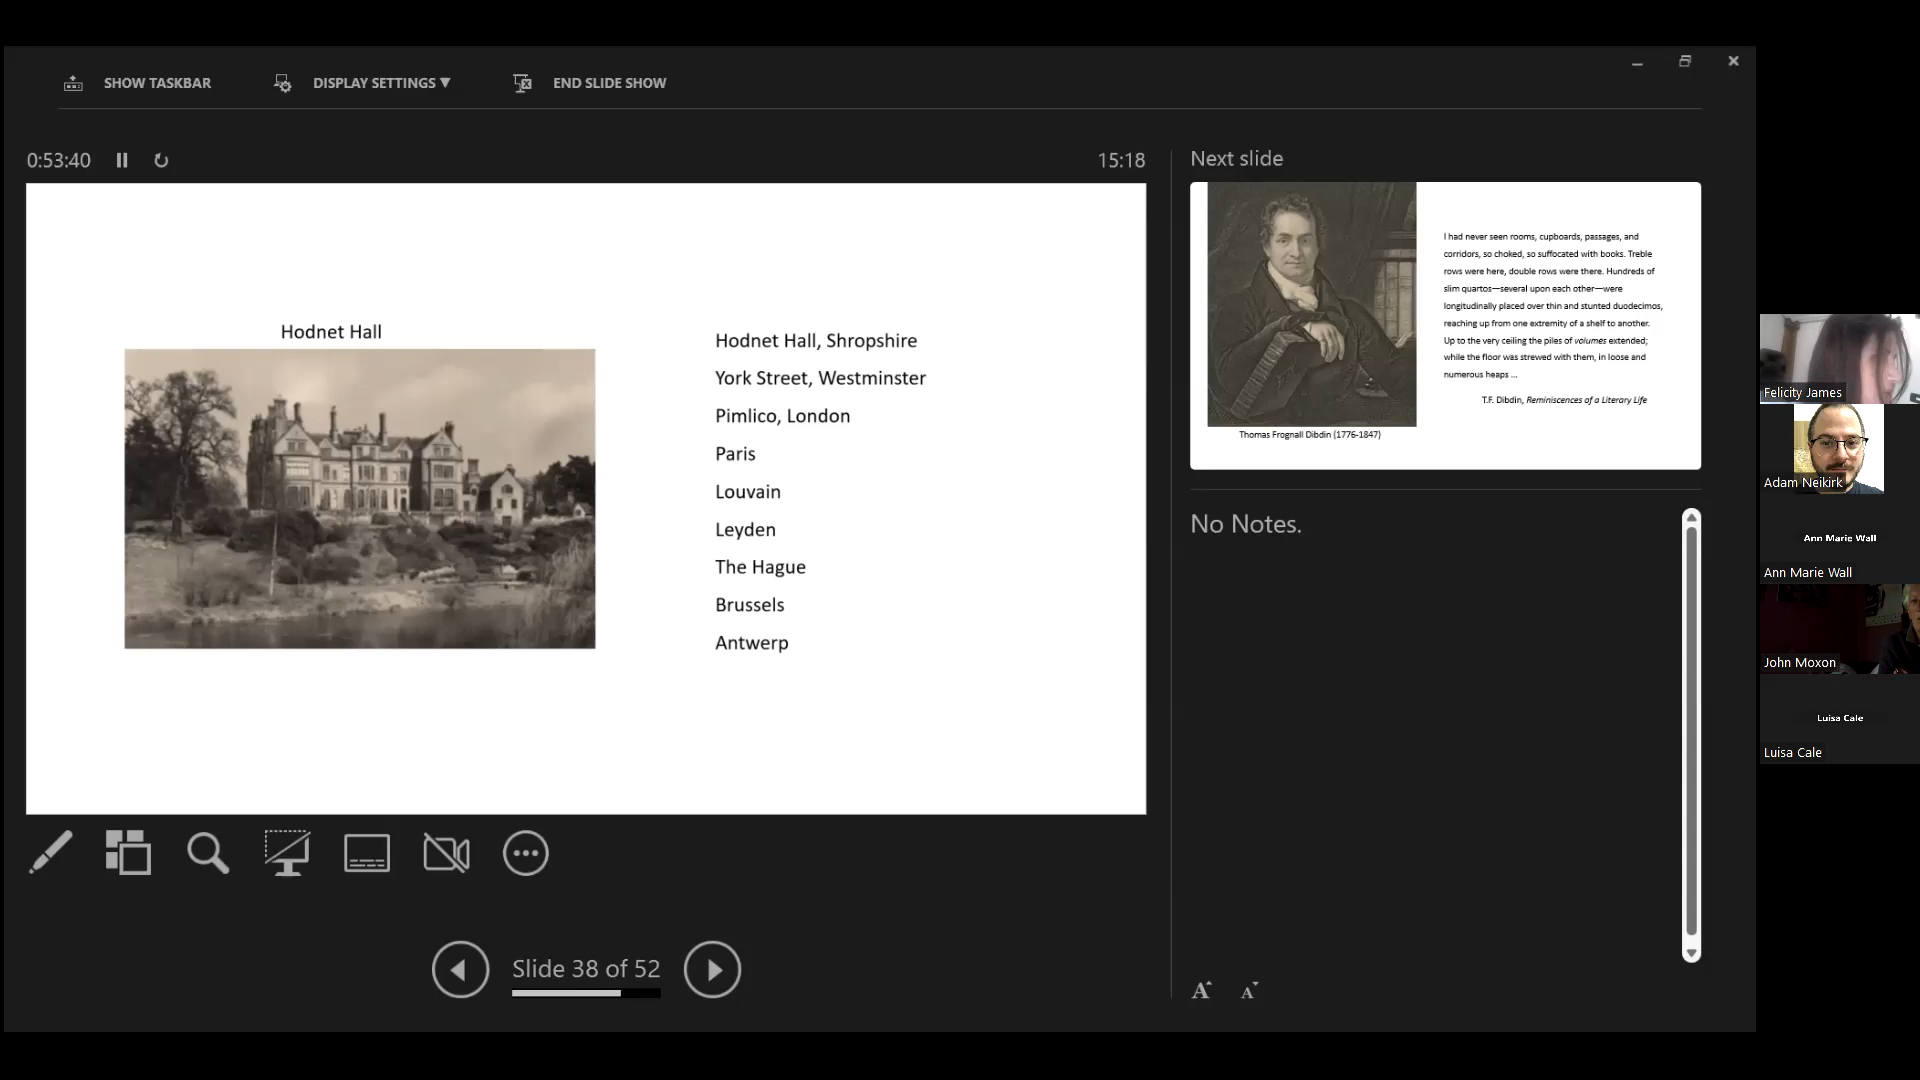 SHOW TASKBAR
DISPLAY SETTINGS ▼
END SLIDE SHOW
0:53:40
15:18
Hodnet Hall
Hodnet Hall, Shropshire
York Street, Westminster
Pimlico, London
Paris
Louvain
Leyden
The Hague
Brussels
Antwerp
Slide 38 of 52
Next slide
I had never seen rooms, cupboards, passages, and
corridors, so choked, so suffocated with books. Treble
rows were here, double rows were there. Hundreds of
slim quartos—several upon each other—were
longitudinally placed over thin and stunted duodecimos,
reaching up from one extremity of a shelf to another.
Up to the very ceiling the piles of volumes extended;
while the floor was strewed with them, in loose and
numerous heaps ...
T.F. Dibdin, Reminiscences of a Literary Life
Thomas Frognall Dibdin (1776-1847)
No Notes.
A
A
Felicity James
Adam Neikirk
Ann Marie Wall
Ann Marie Wall
John Moxon
Luisa Cale
Luisa Cale